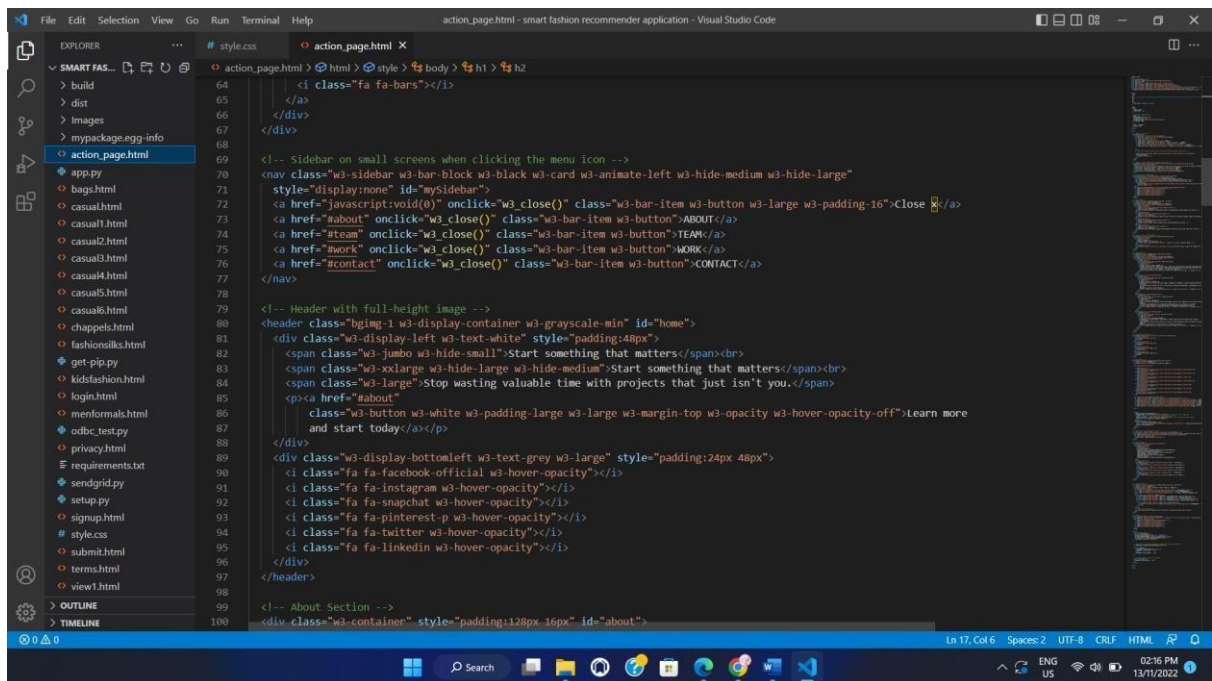 File Edit Selection View Go Run Terminal Help
action_page.html - smart fashion recommender application - Visual Studio Code
EXPLORER
SMART FAS...
build
dist
Images
mypackage.egg-info
action_page.html
app.py
bags.html
casual.html
casual1.html
casual2.html
casual3.html
casual4.html
casual5.html
casual6.html
chappels.html
fashionsilks.html
get-pip.py
kidsfashion.html
login.html
menformals.html
odbc_test.py
privacy.html
requirements.txt
sendgrid.py
setup.py
signup.html
style.css
submit.html
terms.html
view1.html
OUTLINE
TIMELINE
# style.css
action_page.html
action_page.html > html > style > body > h1 > h2
64 <i class="fa fa-bars"></i>
65 </a>
66 </div>
67 </div>
68
69 <!-- Sidebar on small screens when clicking the menu icon -->
70 <nav class="w3-sidebar w3-bar-block w3-black w3-card w3-animate-left w3-hide-medium w3-hide-large"
71 style="display:none" id="mySidebar">
72 <a href="javascript:void(0)" onclick="w3_close()" class="w3-bar-item w3-button w3-large w3-padding-16">Close ×</a>
73 <a href="#about" onclick="w3_close()" class="w3-bar-item w3-button">ABOUT</a>
74 <a href="#team" onclick="w3_close()" class="w3-bar-item w3-button">TEAM</a>
75 <a href="#work" onclick="w3_close()" class="w3-bar-item w3-button">WORK</a>
76 <a href="#contact" onclick="w3_close()" class="w3-bar-item w3-button">CONTACT</a>
77 </nav>
78
79 <!-- Header with full-height image -->
80 <header class="bgimg-1 w3-display-container w3-grayscale-min" id="home">
81 <div class="w3-display-left w3-text-white" style="padding:48px">
82 <span class="w3-jumbo w3-hide-small">Start something that matters</span><br>
83 <span class="w3-xxlarge w3-hide-large w3-hide-medium">Start something that matters</span><br>
84 <span class="w3-large">Stop wasting valuable time with projects that just isn't you.</span>
85 <p><a href="#about"
86 class="w3-button w3-white w3-padding-large w3-large w3-margin-top w3-opacity w3-hover-opacity-off">Learn more
87 and start today</a></p>
88 </div>
89 <div class="w3-display-bottomleft w3-text-grey w3-large" style="padding:24px 48px">
90 <i class="fa fa-facebook-official w3-hover-opacity"></i>
91 <i class="fa fa-instagram w3-hover-opacity"></i>
92 <i class="fa fa-snapchat w3-hover-opacity"></i>
93 <i class="fa fa-pinterest-p w3-hover-opacity"></i>
94 <i class="fa fa-twitter w3-hover-opacity"></i>
95 <i class="fa fa-linkedin w3-hover-opacity"></i>
96 </div>
97 </header>
98
99 <!-- About Section -->
100 <div class="w3-container" style="padding:128px 16px" id="about">
0 0
Ln 17, Col 6 Spaces: 2 UTF-8 CRLF HTML
Search
ENG
US
02:16 PM
13/11/2022
1